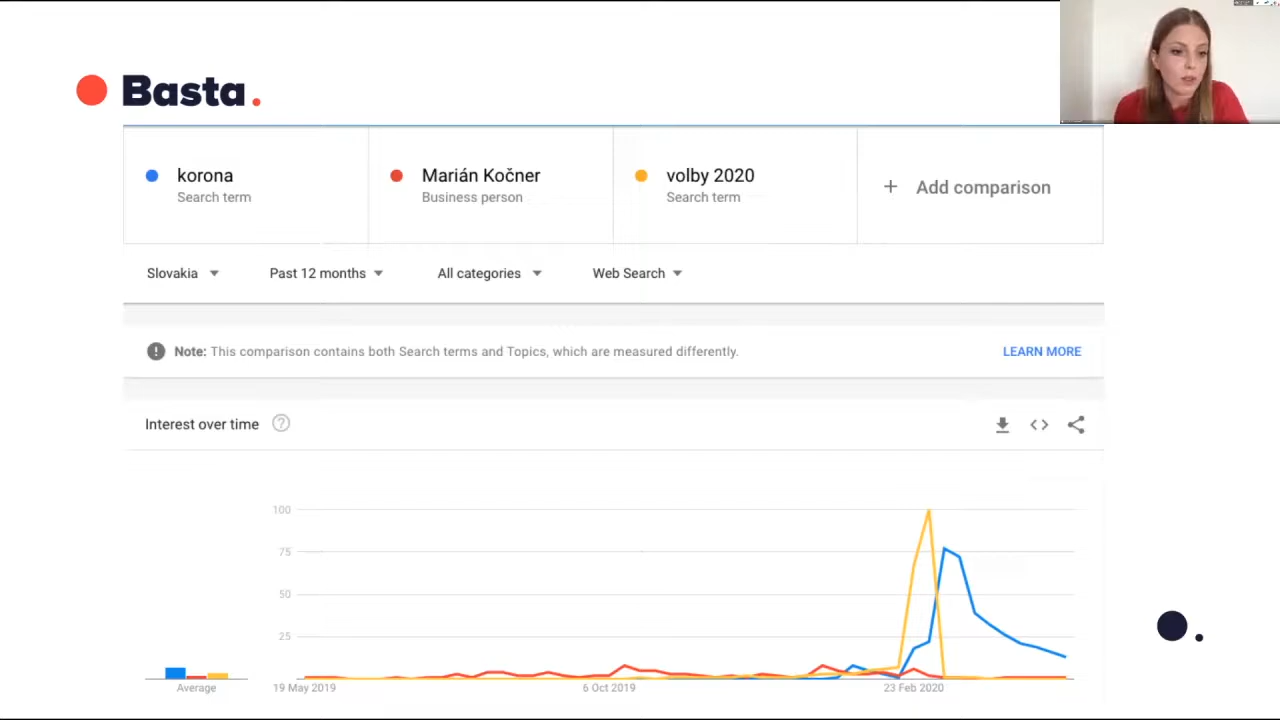 Basta.
korona
Search term
Marián Kočner
Business person
volby 2020
Search term
+ Add comparison
Slovakia
Past 12 months
All categories
Web Search
Note: This comparison contains both Search terms and Topics, which are measured differently.
LEARN MORE
Interest over time
100
75
50
25
Average
19 May 2019
6 Oct 2019
23 Feb 2020